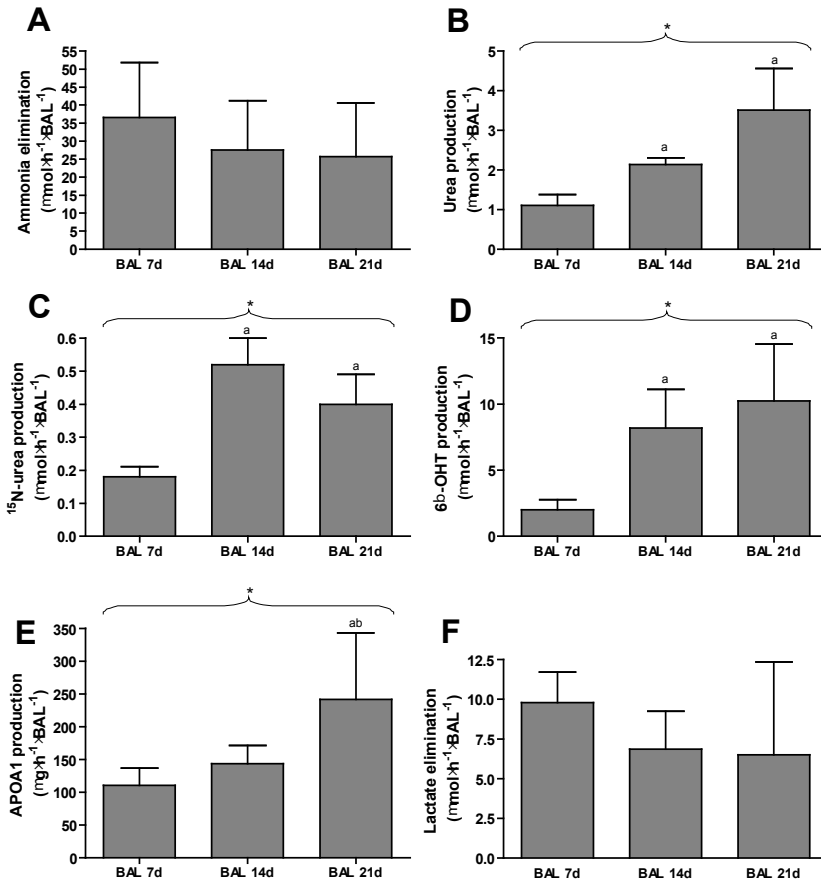 A
Ammonia elimination
(mmol×h⁻¹×BAL⁻¹)
55
50
45
40
35
30
25
20
15
10
5
0
BAL 7d BAL 14d BAL 21d
B
Urea production
(mmol×h⁻¹×BAL⁻¹)
*
5
4
3
2
1
0
a
a
BAL 7d BAL 14d BAL 21d
C
¹⁵N-urea production
(mmol×h⁻¹×BAL⁻¹)
*
0.6
0.5
0.4
0.3
0.2
0.1
0.0
a
a
BAL 7d BAL 14d BAL 21d
D
6b-OHT production
(mmol×h⁻¹×BAL⁻¹)
*
15
10
5
0
a
a
BAL 7d BAL 14d BAL 21d
E
APOA1 production
(mg×h⁻¹×BAL⁻¹)
*
350
300
250
200
150
100
50
0
ab
BAL 7d BAL 14d BAL 21d
F
Lactate elimination
(mmol×h⁻¹×BAL⁻¹)
12.5
10.0
7.5
5.0
2.5
0.0
BAL 7d BAL 14d BAL 21d